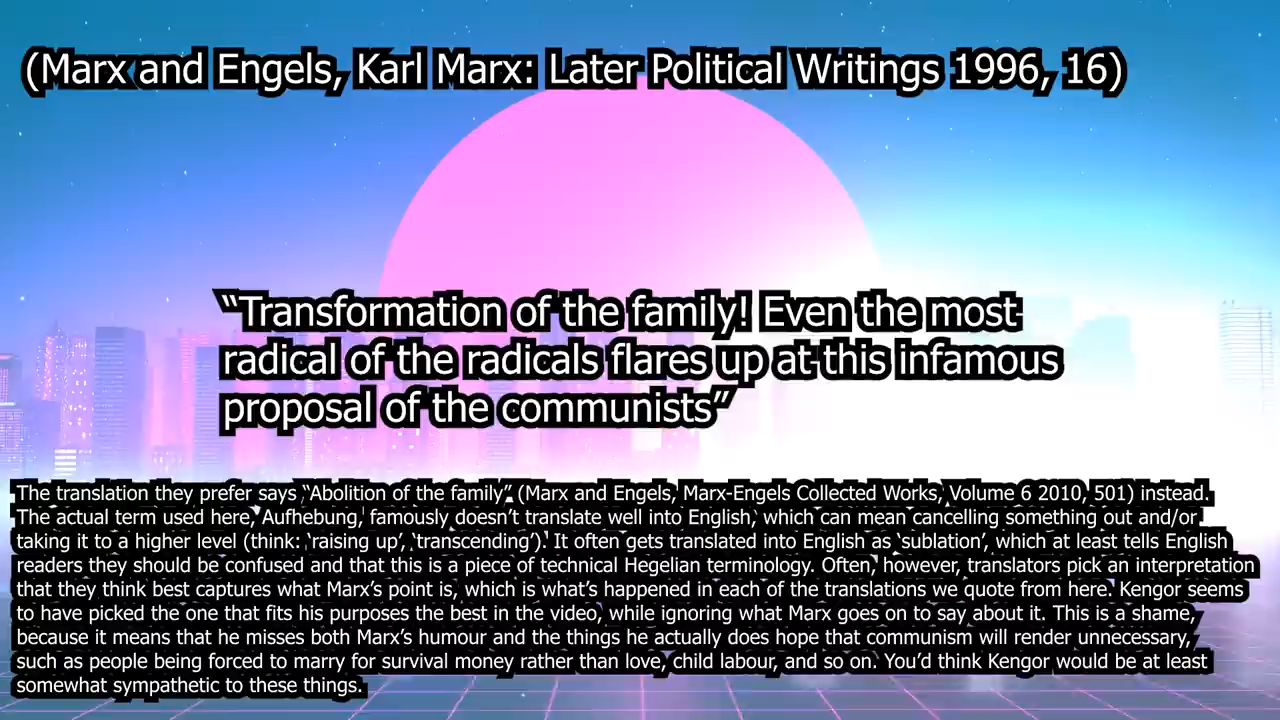 (Marx and Engels, Karl Marx: Later Political Writings 1996, 16)
“Transformation of the family! Even the most
radical of the radicals flares up at this infamous
proposal of the communists”
The translation they prefer says “Abolition of the family” (Marx and Engels, Marx-Engels Collected Works, Volume 6 2010, 501) instead.
The actual term used here, Aufhebung, famously doesn’t translate well into English, which can mean cancelling something out and/or
taking it to a higher level (think: ‘raising up’, ‘transcending’). It often gets translated into English as ‘sublation’, which at least tells English
readers they should be confused and that this is a piece of technical Hegelian terminology. Often, however, translators pick an interpretation
that they think best captures what Marx’s point is, which is what’s happened in each of the translations we quote from here. Kengor seems
to have picked the one that fits his purposes the best in the video, while ignoring what Marx goes on to say about it. This is a shame,
because it means that he misses both Marx’s humour and the things he actually does hope that communism will render unnecessary,
such as people being forced to marry for survival money rather than love, child labour, and so on. You’d think Kengor would be at least
somewhat sympathetic to these things.